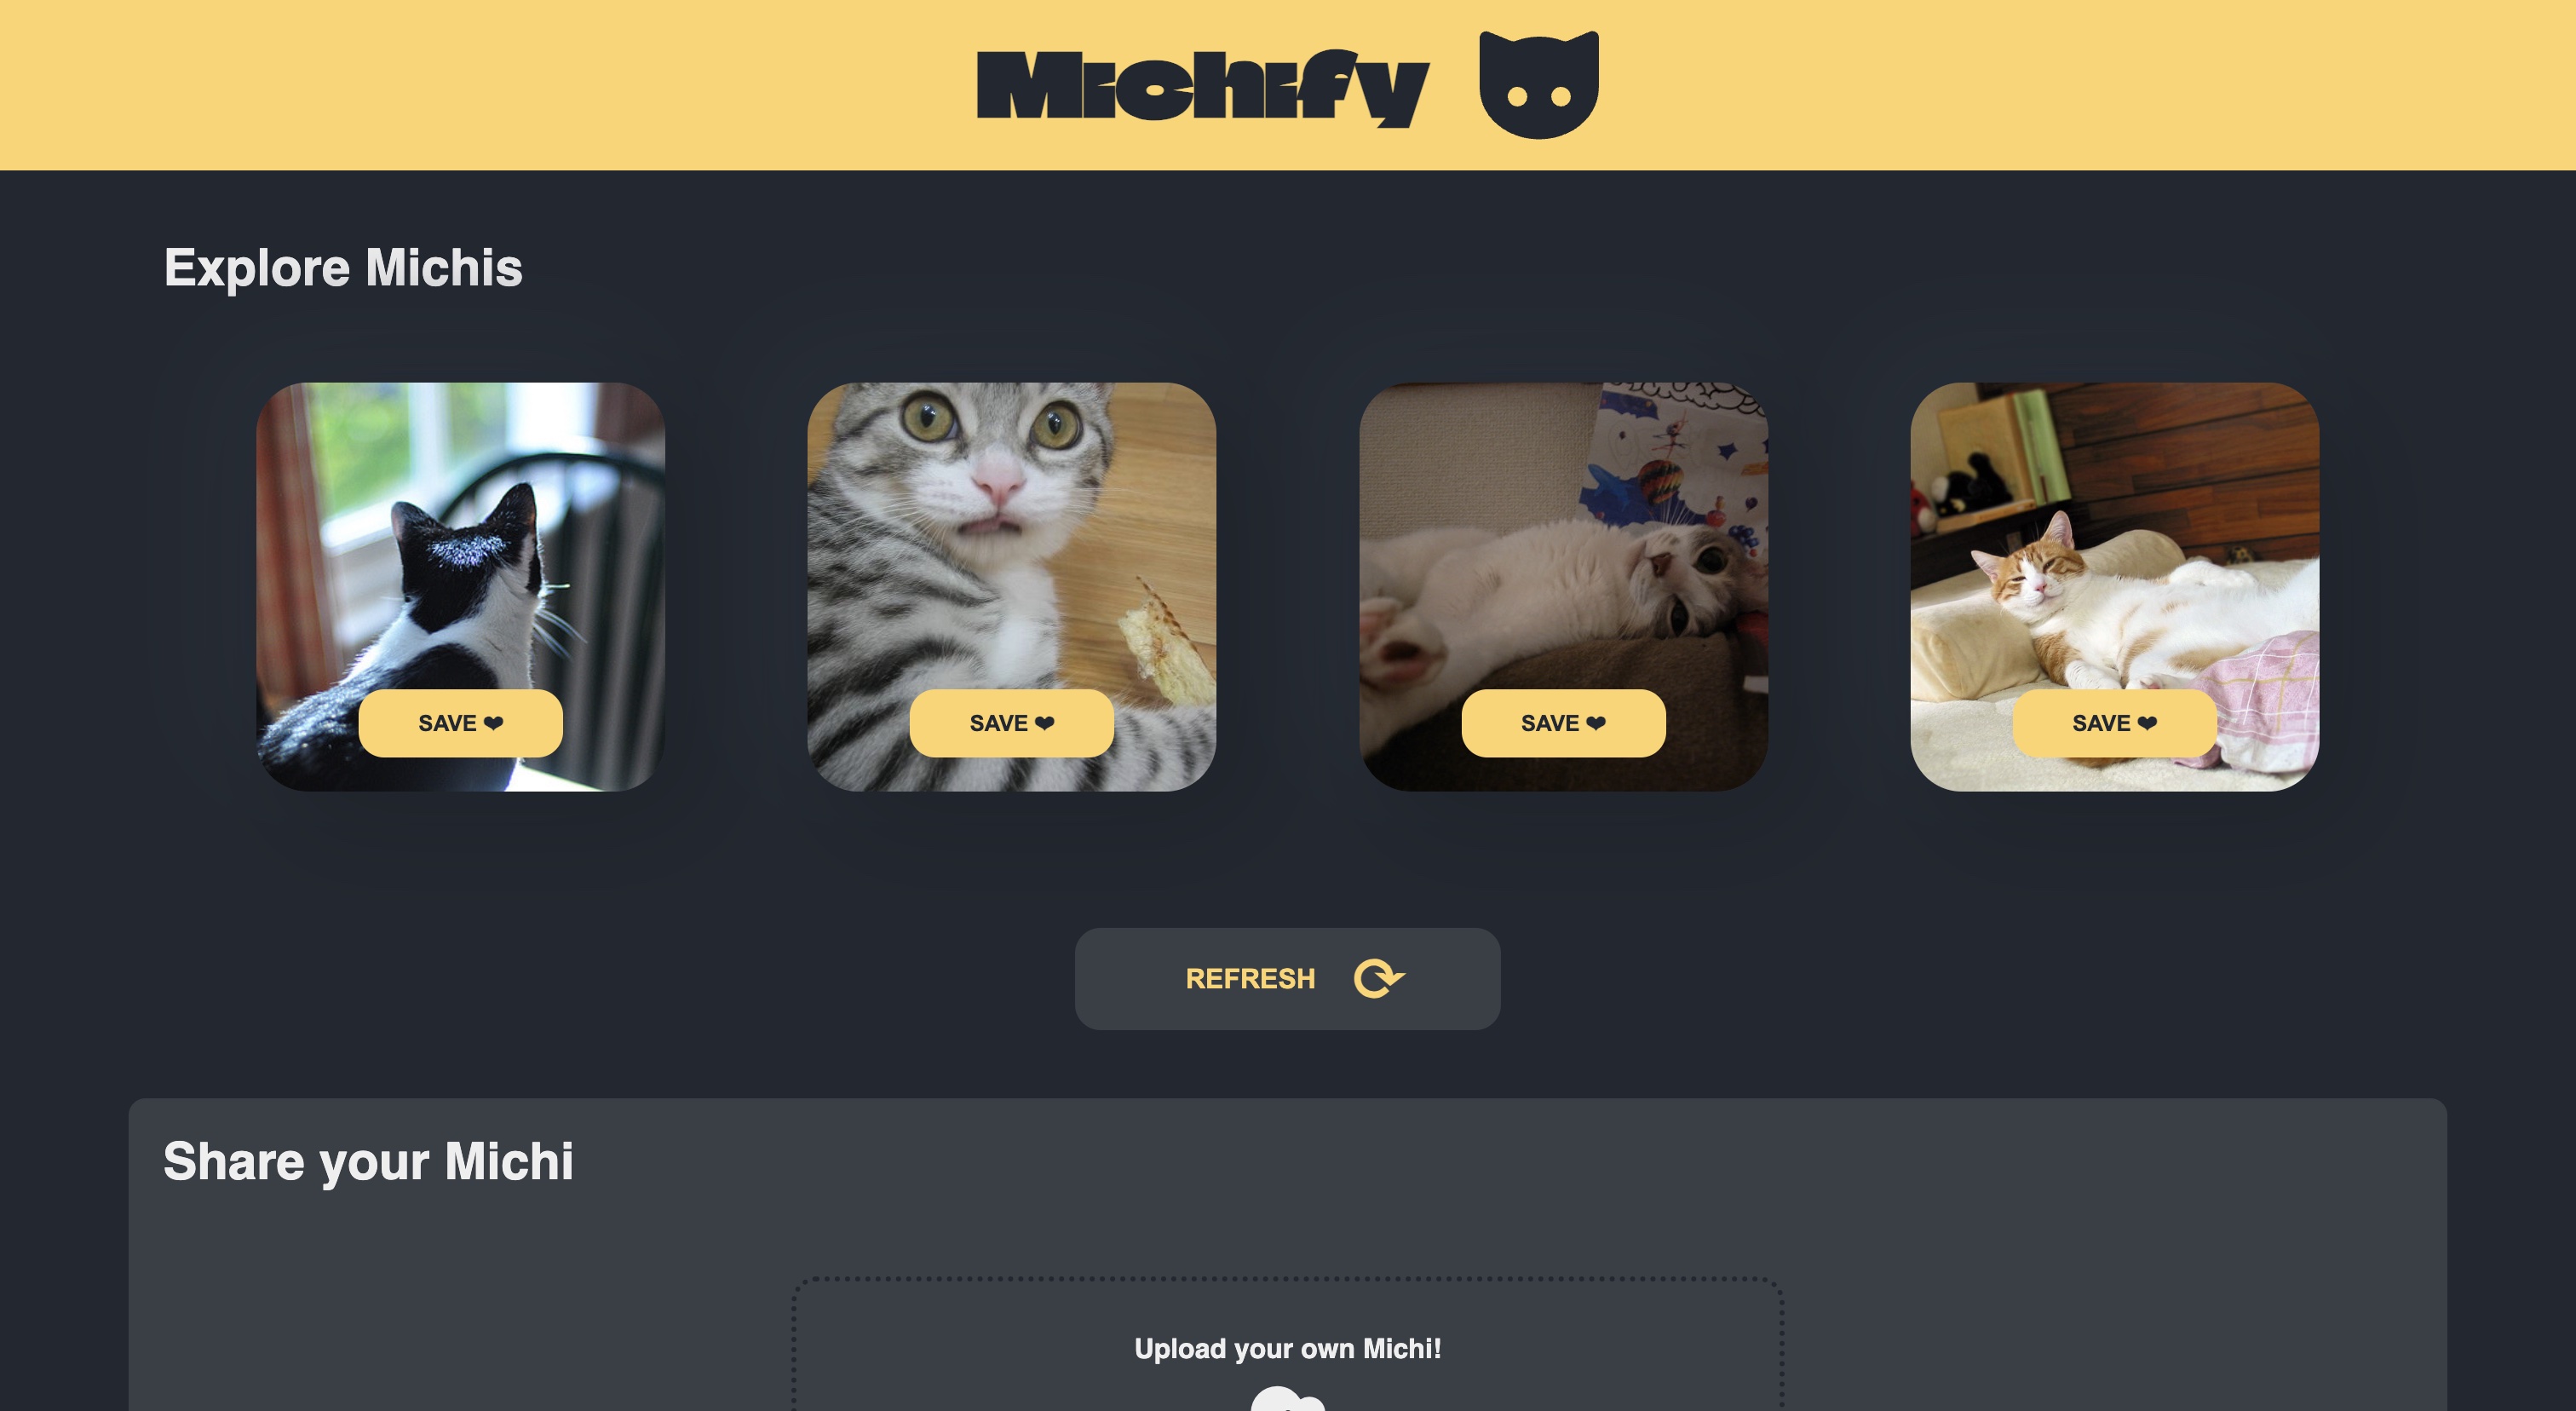 Michify
Explore Michis
SAVE ❤
SAVE ❤
SAVE ❤
SAVE ❤
REFRESH ⟳
Share your Michi
Upload your own Michi!